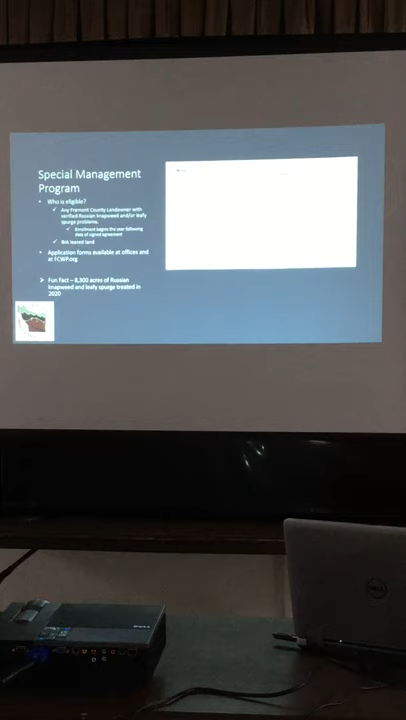 Special Management
Program
• Who is eligible?
✓ Any Fremont County Landowner with
verified Russian knapweed and/or leafy
spurge problems.
✓ Enrollment begins the year following
date of signed agreement
✓ BIA leased land
• Application forms available at offices and
at FCWP.org
➤ Fun Fact – 8,300 acres of Russian
knapweed and leafy spurge treated in
2020
DELL